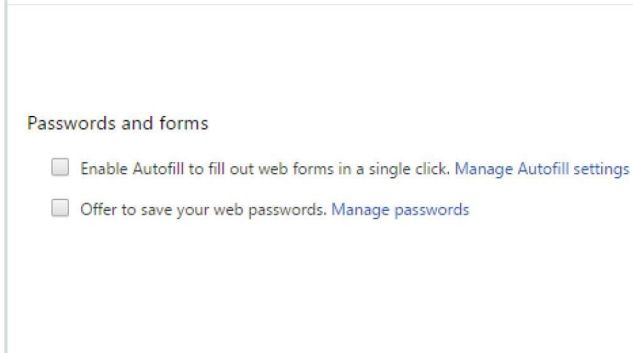 Passwords and forms
Enable Autofill to fill out web forms in a single click. Manage Autofill settings
Offer to save your web passwords. Manage passwords